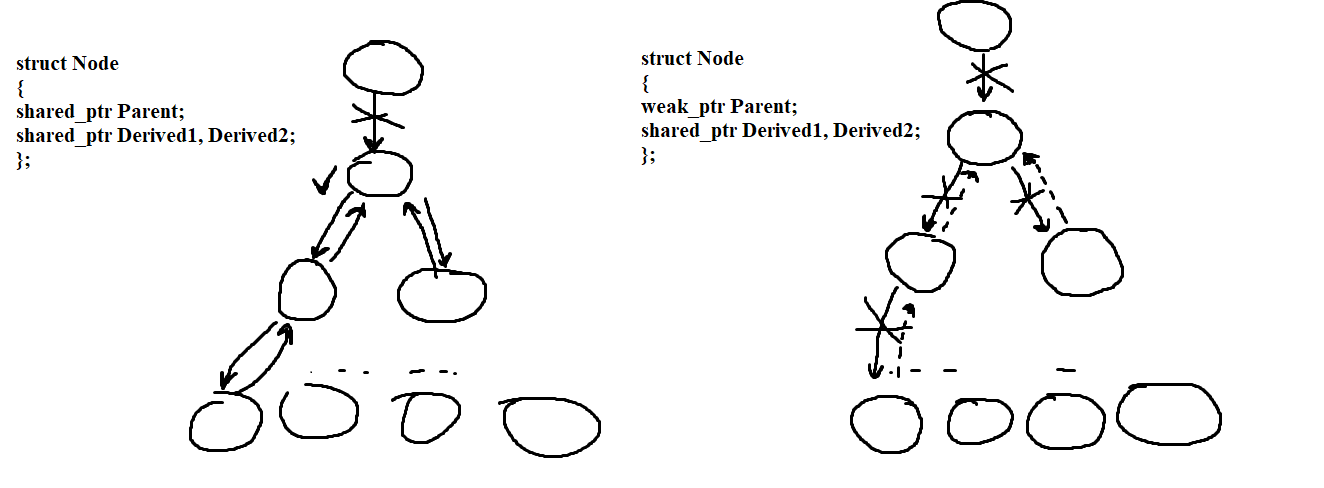 struct Node
{
shared_ptr Parent;
shared_ptr Derived1, Derived2;
};
struct Node
{
weak_ptr Parent;
shared_ptr Derived1, Derived2;
};